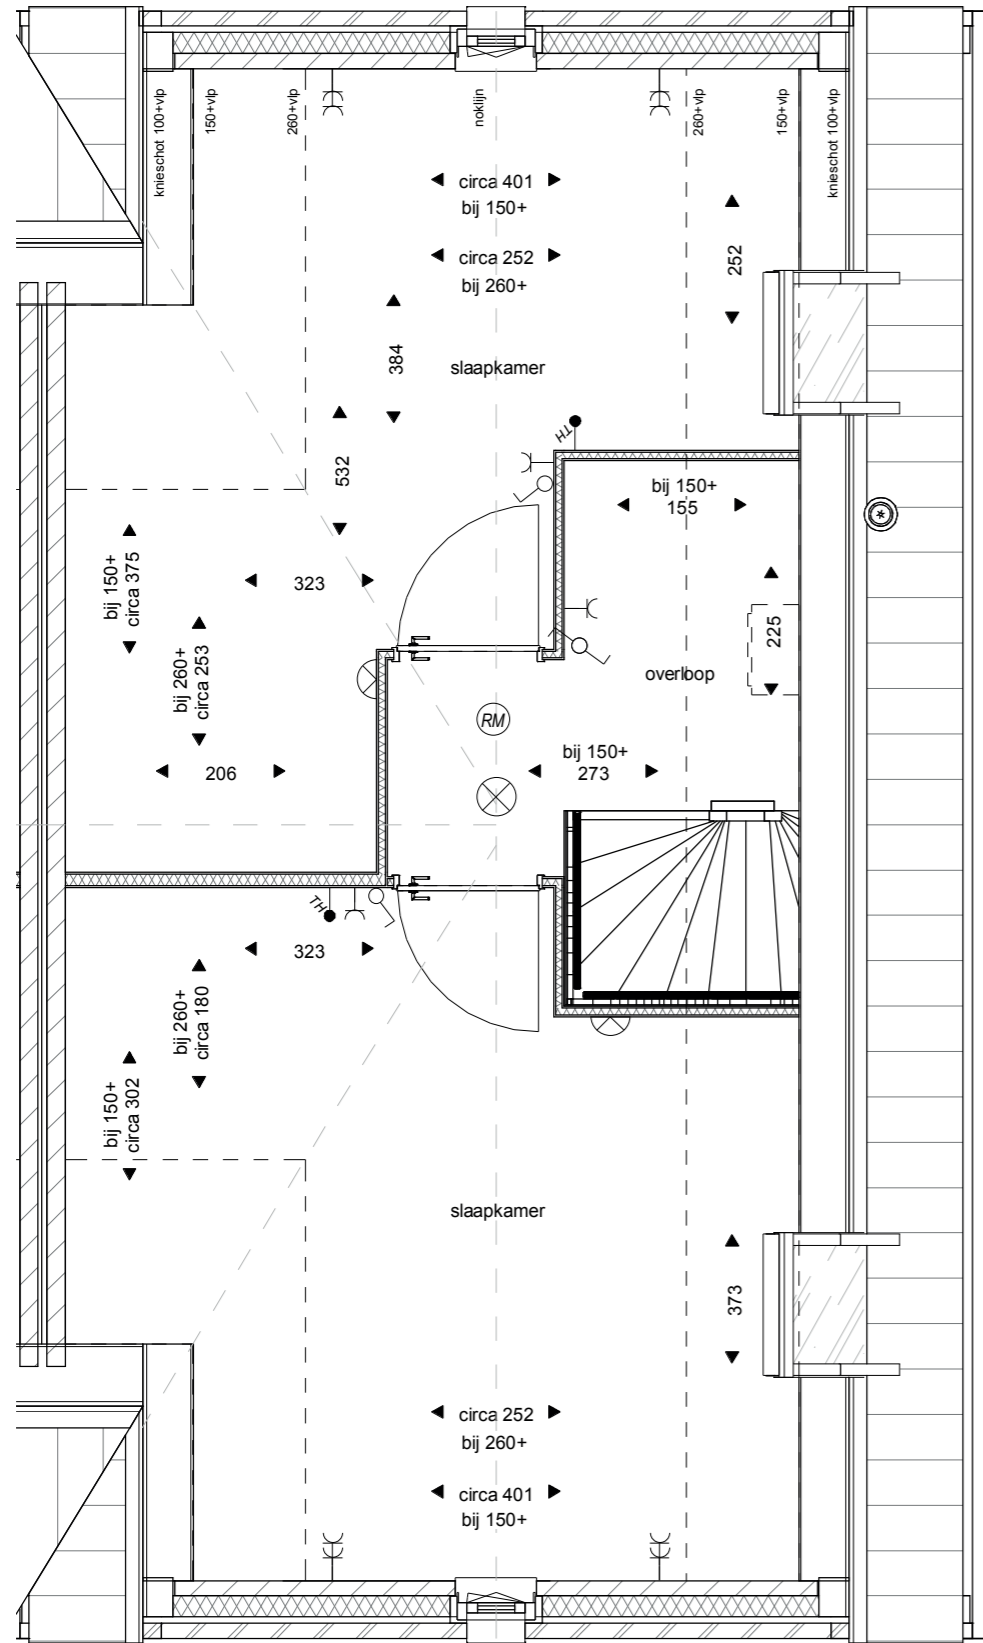 knieschot 100+vlp
150+vlp
260+vlp
noklijn
260+vlp
150+vlp
knieschot 100+vlp
circa 401
bij 150+
circa 252
bij 260+
252
384
slaapkamer
532
TH
bij 150+
155
bij 150+
circa 375
323
bij 260+
circa 253
225
overloop
RM
206
bij 150+
273
TH
323
bij 260+
circa 180
bij 150+
circa 302
slaapkamer
373
circa 252
bij 260+
circa 401
bij 150+